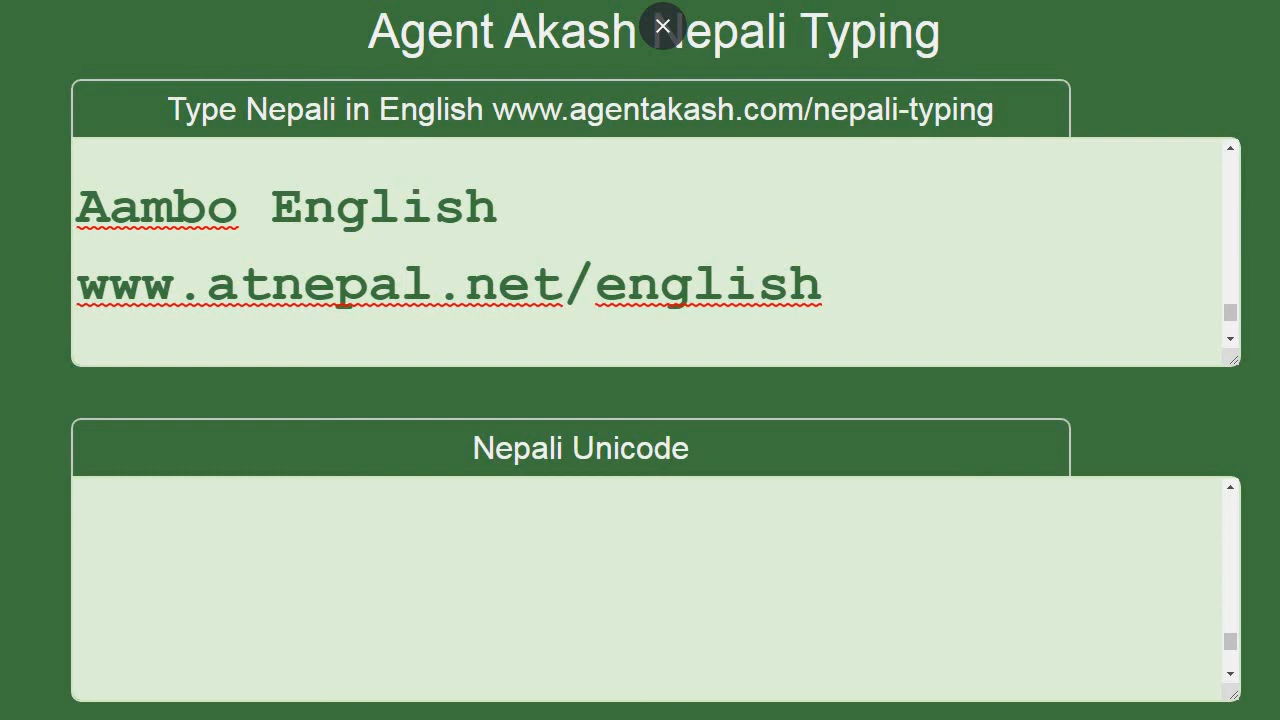 Agent Akash Nepali Typing
Type Nepali in English www.agentakash.com/nepali-typing
Aambo English
www.atnepal.net/english
Nepali Unicode